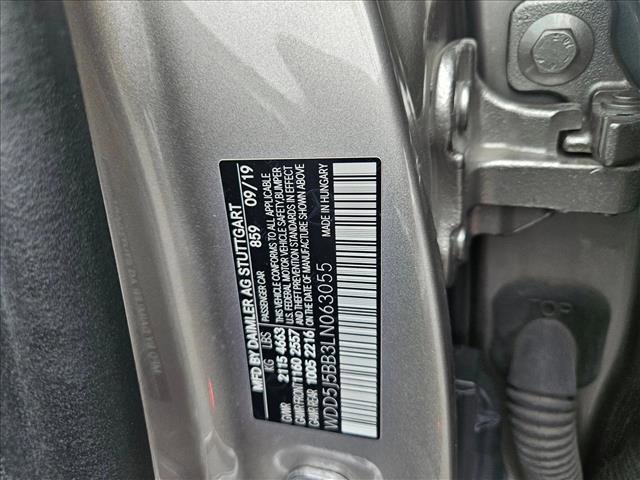 MFD BY DAIMLER AG STUTTGART
PASSENGER CAR 859 09/19
KG LBS
GVWR 2115 4663
GAWR FRONT 1160 2557
GAWR REAR 1005 2216
THIS VEHICLE CONFORMS TO ALL APPLICABLE
U.S. FEDERAL MOTOR VEHICLE SAFETY, BUMPER
AND THEFT PREVENTION STANDARDS IN EFFECT
ON THE DATE OF MANUFACTURE SHOWN ABOVE
WDD5J5BB3LN063055
MADE IN HUNGARY
TOP